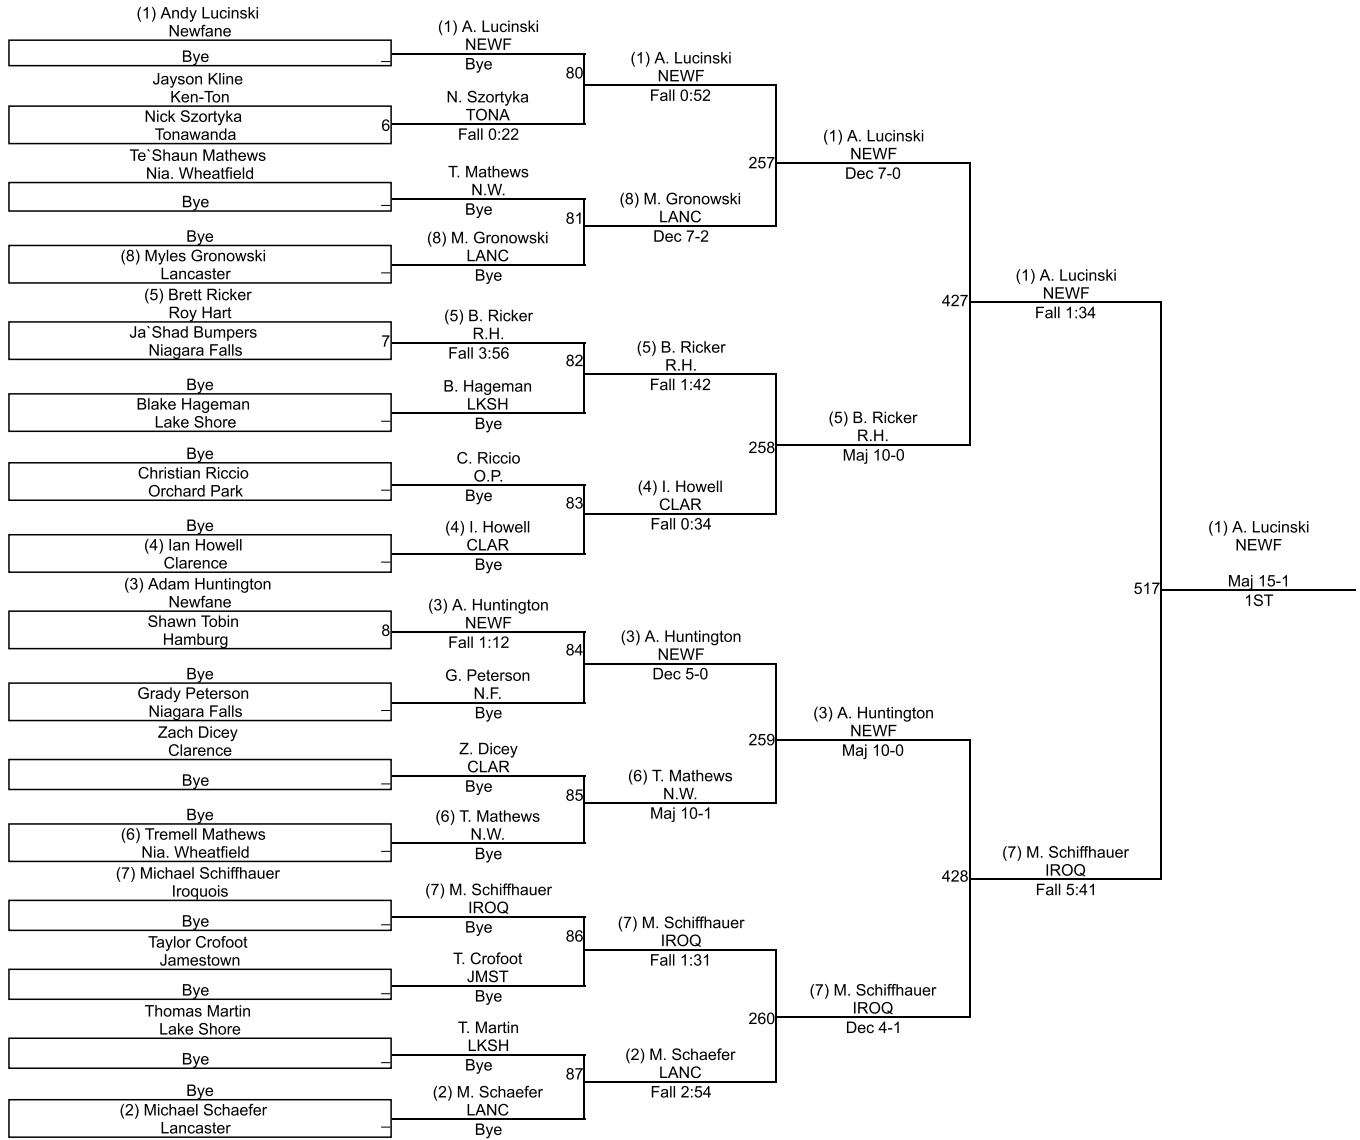 (1) Andy Lucinski
Newfane
Bye
_
Jayson Kline
Ken-Ton
Nick Szortyka
Tonawanda
6
Te`Shaun Mathews
Nia. Wheatfield
Bye
_
Bye
(8) Myles Gronowski
Lancaster
_
(5) Brett Ricker
Roy Hart
Ja`Shad Bumpers
Niagara Falls
7
Bye
Blake Hageman
Lake Shore
_
Bye
Christian Riccio
Orchard Park
_
Bye
(4) Ian Howell
Clarence
_
(3) Adam Huntington
Newfane
Shawn Tobin
Hamburg
8
Bye
Grady Peterson
Niagara Falls
_
Zach Dicey
Clarence
Bye
_
Bye
(6) Tremell Mathews
Nia. Wheatfield
_
(7) Michael Schiffhauer
Iroquois
Bye
_
Taylor Crofoot
Jamestown
Bye
_
Thomas Martin
Lake Shore
Bye
_
Bye
(2) Michael Schaefer
Lancaster
_
(1) A. Lucinski
NEWF
Bye
80
N. Szortyka
TONA
Fall 0:22
T. Mathews
N.W.
Bye
81
(8) M. Gronowski
LANC
Bye
(5) B. Ricker
R.H.
Fall 3:56
82
B. Hageman
LKSH
Bye
C. Riccio
O.P.
Bye
83
(4) I. Howell
CLAR
Bye
(3) A. Huntington
NEWF
Fall 1:12
84
G. Peterson
N.F.
Bye
Z. Dicey
CLAR
Bye
85
(6) T. Mathews
N.W.
Bye
(7) M. Schiffhauer
IROQ
Bye
86
T. Crofoot
JMST
Bye
T. Martin
LKSH
Bye
87
(2) M. Schaefer
LANC
Bye
(1) A. Lucinski
NEWF
Fall 0:52
257
(8) M. Gronowski
LANC
Dec 7-2
(5) B. Ricker
R.H.
Fall 1:42
258
(4) I. Howell
CLAR
Fall 0:34
(3) A. Huntington
NEWF
Dec 5-0
259
(6) T. Mathews
N.W.
Maj 10-1
(7) M. Schiffhauer
IROQ
Fall 1:31
260
(2) M. Schaefer
LANC
Fall 2:54
(1) A. Lucinski
NEWF
Dec 7-0
427
(5) B. Ricker
R.H.
Maj 10-0
(3) A. Huntington
NEWF
Maj 10-0
428
(7) M. Schiffhauer
IROQ
Dec 4-1
(1) A. Lucinski
NEWF
Fall 1:34
517
(7) M. Schiffhauer
IROQ
Fall 5:41
(1) A. Lucinski
NEWF
Maj 15-1
1ST